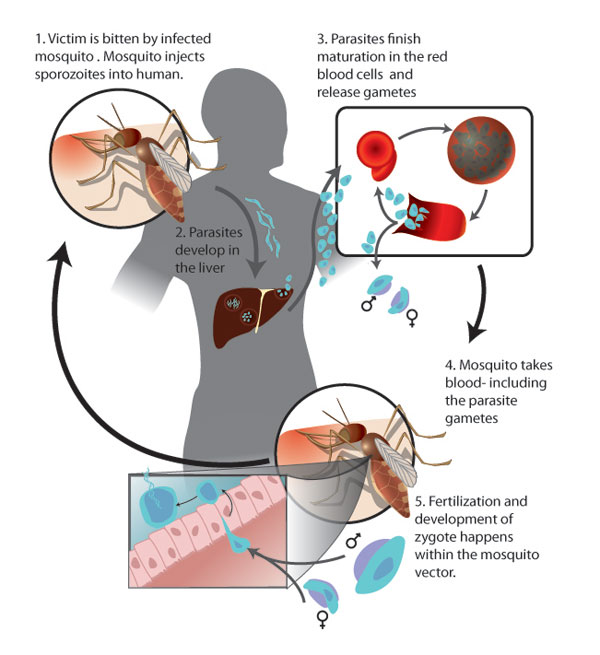 1. Victim is bitten by infected
mosquito . Mosquito injects
sporozoites into human.
2. Parasites
develop in
the liver
3. Parasites finish
maturation in the red
blood cells and
release gametes
♂
♀
4. Mosquito takes
blood- including
the parasite
gametes
5. Fertilization and
development of
zygote happens
within the mosquito
vector.
♂
♀